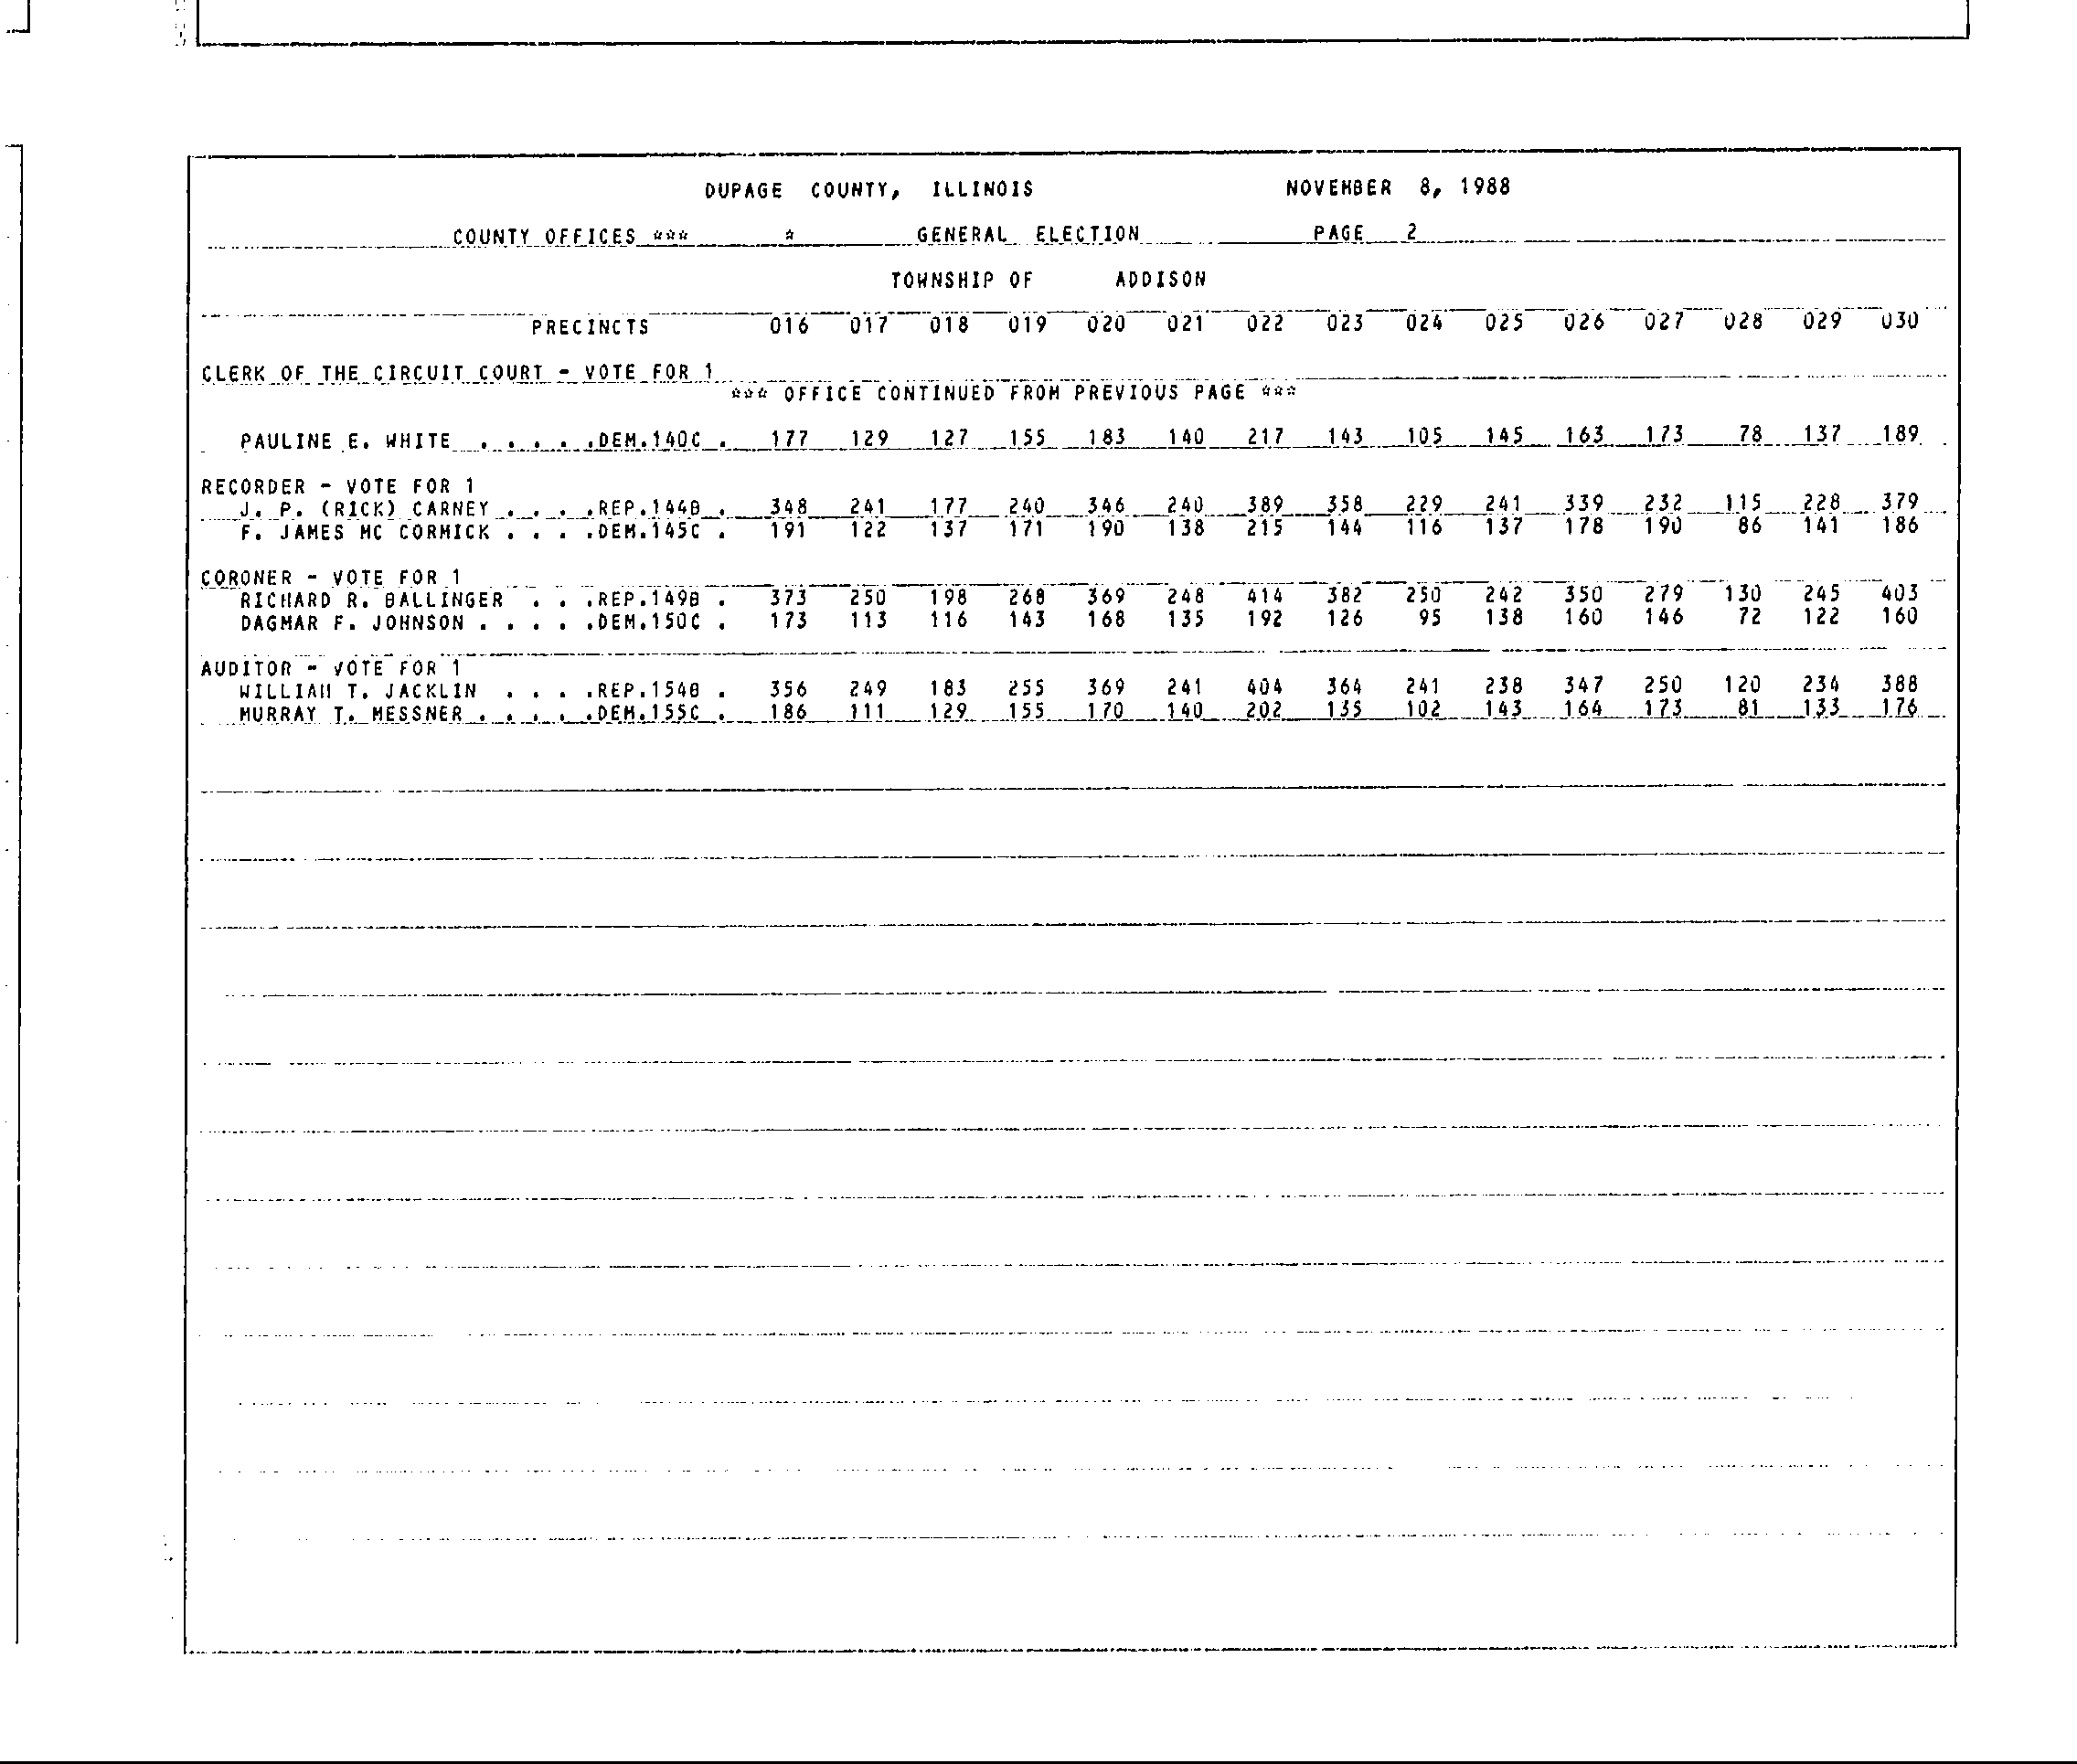 DUPAGE COUNTY, ILLINOIS NOVEMBER 8, 1988
COUNTY OFFICES *** * GENERAL ELECTION PAGE 2
TOWNSHIP OF ADDISON
PRECINCTS 016 017 018 019 020 021 022 023 024 025 026 027 028 029 030
CLERK OF THE CIRCUIT COURT - VOTE FOR 1
*** OFFICE CONTINUED FROM PREVIOUS PAGE ***
PAULINE E. WHITE . . . . . .DEM.140C . 177 129 127 155 183 140 217 143 105 145 163 173 78 137 189
RECORDER - VOTE FOR 1
J. P. (RICK) CARNEY . . . .REP.144B . 348 241 177 240 346 240 389 358 229 241 339 232 115 228 379
F. JAMES MC CORMICK . . . .DEM.145C . 191 122 137 171 190 138 215 144 116 137 178 190 86 141 186
CORONER - VOTE FOR 1
RICHARD R. BALLINGER . . .REP.149B . 373 250 198 268 369 248 414 382 250 242 350 279 130 245 403
DAGMAR F. JOHNSON . . . . .DEM.150C . 173 113 116 143 168 135 192 126 95 138 160 146 72 122 160
AUDITOR - VOTE FOR 1
WILLIAM T. JACKLIN . . . .REP.154B . 356 249 183 255 369 241 404 364 241 238 347 250 120 234 388
MURRAY T. MESSNER . . . . .DEM.155C . 186 111 129 155 170 140 202 135 102 143 164 173 81 133 176